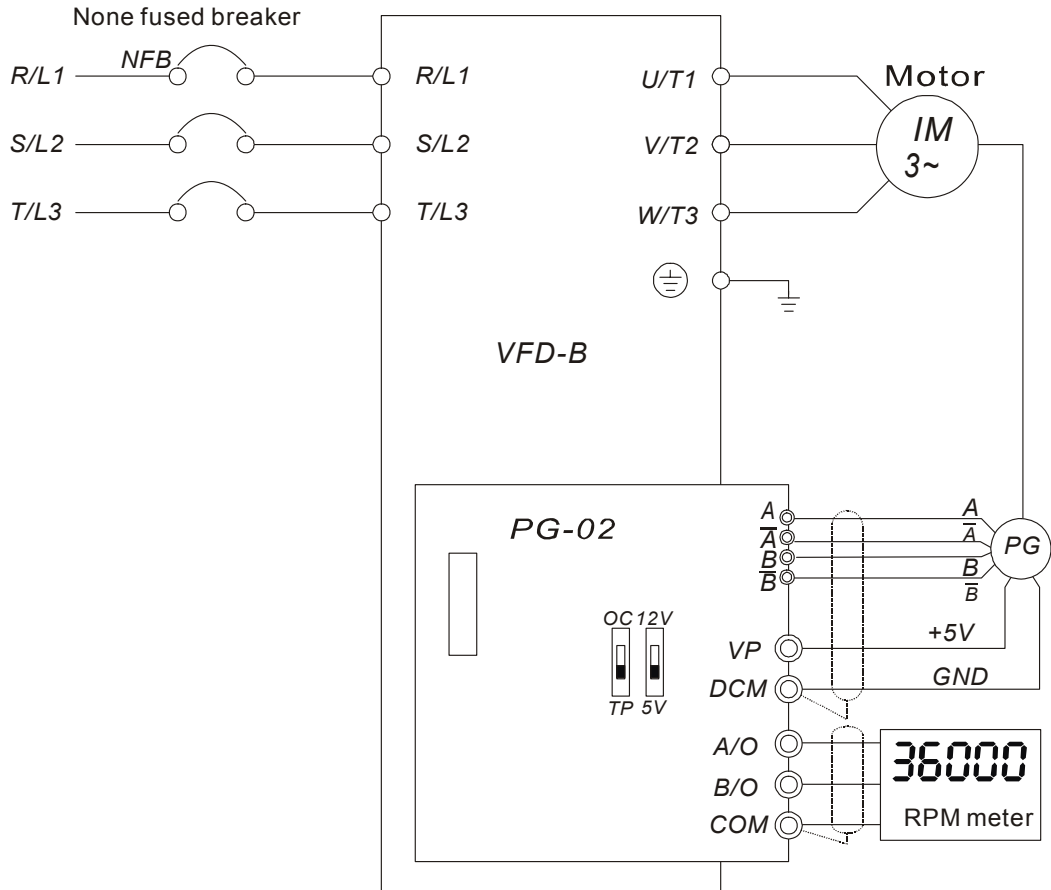 None fused breaker
NFB
R/L1
R/L1
U/T1
Motor
S/L2
S/L2
V/T2
IM
3~
T/L3
T/L3
W/T3
VFD-B
PG-02
A
A
A̅
A̅
B
B
B̅
B̅
PG
OC 12V
TP 5V
VP
+5V
DCM
GND
A/O
36000
B/O
COM
RPM meter